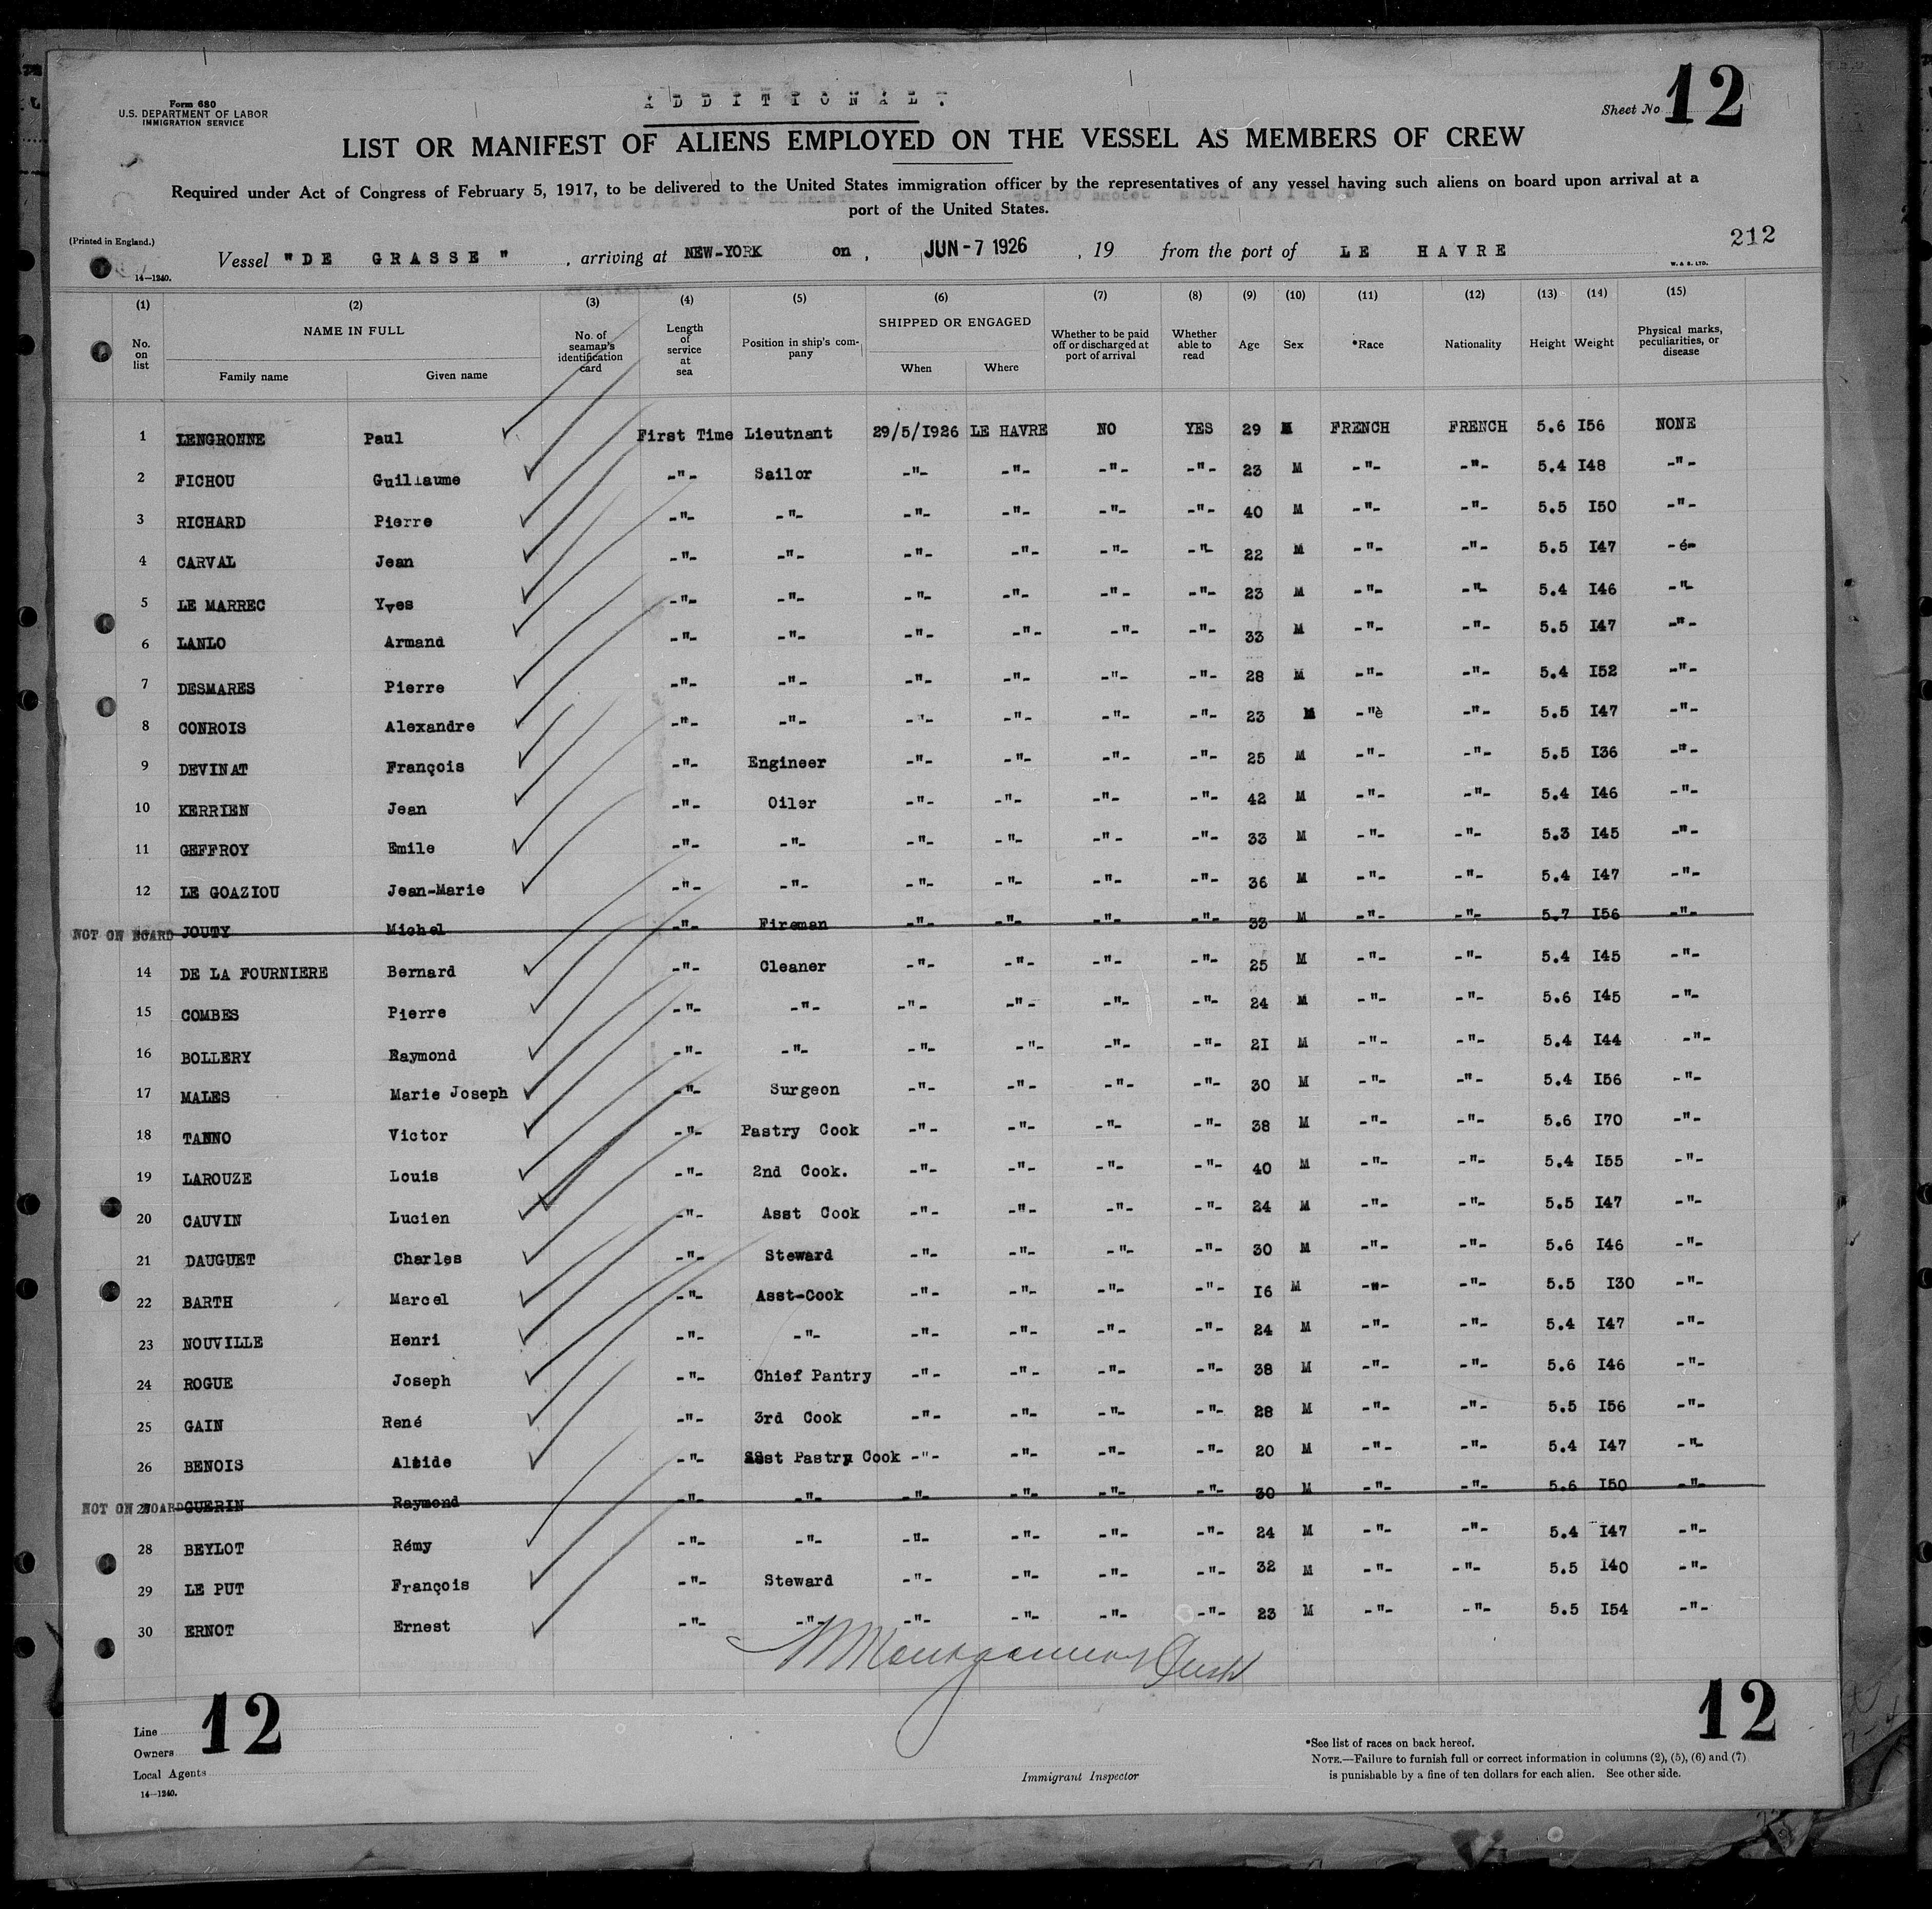 Form 680
U.S. DEPARTMENT OF LABOR
IMMIGRATION SERVICE
A D D I T I O N A L .
Sheet No 12
LIST OR MANIFEST OF ALIENS EMPLOYED ON THE VESSEL AS MEMBERS OF CREW
Required under Act of Congress of February 5, 1917, to be delivered to the United States immigration officer by the representatives of any vessel having such aliens on board upon arrival at a
port of the United States.
(Printed in England.)
212
Vessel "DE GRASSE" , arriving at NEW-YORK on , JUN -7 1926 , 19 from the port of LE HAVRE
14—1240.
W. & S. LTD.
(1) (2) (3) (4) (5) (6) (7) (8) (9) (10) (11) (12) (13) (14) (15)
No. on list NAME IN FULL Family name Given name No. of seaman's identification card Length of service at sea Position in ship's company SHIPPED OR ENGAGED When Where Whether to be paid off or discharged at port of arrival Whether able to read Age Sex *Race Nationality Height Weight Physical marks, peculiarities, or disease
1 LENGRONNE Paul First Time Lieutnant 29/5/I926 LE HAVRE NO YES 29 M FRENCH FRENCH 5.6 I56 NONE
2 FICHOU Guillaume -"- Sailor -"- -"- -"- -"- 23 M -"- -"- 5.4 I48 -"-
3 RICHARD Pierre -"- -"- -"- -"- -"- -"- 40 M -"- -"- 5.5 I50 -"-
4 CARVAL Jean -"- -"- -"- -"- -"- -"- 22 M -"- -"- 5.5 I47 -é-
5 LE MARREC Yves -"- -"- -"- -"- -"- -"- 23 M -"- -"- 5.4 I46 -"-
6 LANLO Armand -"- -"- -"- -"- -"- -"- 33 M -"- -"- 5.5 I47 -"-
7 DESMARES Pierre -"- -"- -"- -"- -"- -"- 28 M -"- -"- 5.4 I52 -"-
8 CONROIS Alexandre -"- -"- -"- -"- -"- -"- 23 M -"è -"- 5.5 I47 -"-
9 DEVINAT François -"- Engineer -"- -"- -"- -"- 25 M -"- -"- 5.5 I36 -"-
10 KERRIEN Jean -"- Oiler -"- -"- -"- -"- 42 M -"- -"- 5.4 I46 -"-
11 GEFFROY Emile -"- -"- -"- -"- -"- -"- 33 M -"- -"- 5.3 I45 -"-
12 LE GOAZIOU Jean-Marie -"- -"- -"- -"- -"- -"- 36 M -"- -"- 5.4 I47 -"-
NOT ON BOARD JOUTY Michel -"- Fireman -"- -"- -"- -"- 33 M -"- -"- 5.7 I56 -"-
14 DE LA FOURNIERE Bernard -"- Cleaner -"- -"- -"- -"- 25 M -"- -"- 5.4 I45 -"-
15 COMBES Pierre -"- -"- -"- -"- -"- -"- 24 M -"- -"- 5.6 I45 -"-
16 BOLLERY Raymond -"- -"- -"- -"- -"- -"- 2I M -"- -"- 5.4 I44 -"-
17 MALES Marie Joseph -"- Surgeon -"- -"- -"- -"- 30 M -"- -"- 5.4 I56 -"-
18 TANNO Victor -"- Pastry Cook -"- -"- -"- -"- 38 M -"- -"- 5.6 I70 -"-
19 LAROUZE Louis -"- 2nd Cook. -"- -"- -"- -"- 40 M -"- -"- 5.4 I55 -"-
20 CAUVIN Lucien -"- Asst Cook -"- -"- -"- -"- 24 M -"- -"- 5.5 I47 -"-
21 DAUGUET Charles -"- Steward -"- -"- -"- -"- 30 M -"- -"- 5.6 I46 -"-
22 BARTH Marcel -"- Asst-Cook -"- -"- -"- -"- I6 M -"- -"- 5.5 I30 -"-
23 NOUVILLE Henri -"- -"- -"- -"- -"- -"- 24 M -"- -"- 5.4 I47 -"-
24 ROGUE Joseph -"- Chief Pantry -"- -"- -"- -"- 38 M -"- -"- 5.6 I46 -"-
25 GAIN René -"- 3rd Cook -"- -"- -"- -"- 28 M -"- -"- 5.5 I56 -"-
26 BENOIS -"- Asst Pastry Cook -"- -"- -"- -"- 20 M -"- -"- 5.4 I47 -"-
NOT ON BOARD 27 GUERIN Raymond -"- -"- -"- -"- -"- -"- 30 M -"- -"- 5.6 I50 -"-
28 BEYLOT Rémy -"- -"- -"- -"- -"- -"- 24 M -"- -"- 5.4 I47 -"-
29 LE PUT François -"- Steward -"- -"- -"- -"- 32 M -"- -"- 5.5 I40 -"-
30 ERNOT Ernest -"- -"- -"- -"- -"- -"- 23 M -"- -"- 5.5 I54 -"-
12
12
Line
Owners
Local Agents
14—1240.
Immigrant Inspector
*See list of races on back hereof.
NOTE.—Failure to furnish full or correct information in columns (2), (5), (6) and (7)
is punishable by a fine of ten dollars for each alien. See other side.